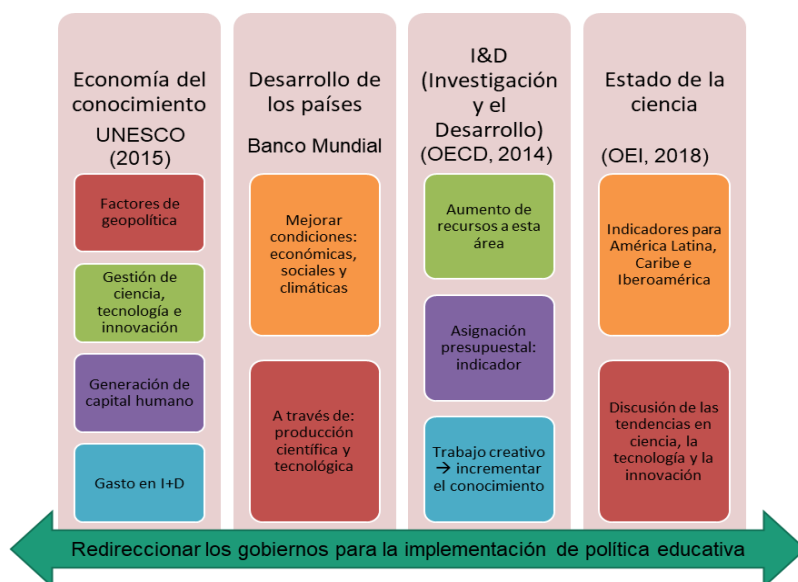 Economía del
conocimiento
UNESCO
(2015)
Factores de
geopolítica
Gestión de
ciencia,
tecnología e
innovación
Generación de
capital humano
Gasto en I+D
Desarrollo de
los países
Banco Mundial
Mejorar
condiciones:
económicas,
sociales y
climáticas
A través de:
producción
científica y
tecnológica
I&D
(Investigación
y el
Desarrollo)
(OECD, 2014)
Aumento de
recursos a esta
área
Asignación
presupuestal:
indicador
Trabajo creativo
→ incrementar
el conocimiento
Estado de la
ciencia
(OEI, 2018)
Indicadores para
América Latina,
Caribe e
Iberoamérica
Discusión de las
tendencias en
ciencia, la
tecnología y la
innovación
Redireccionar los gobiernos para la implementación de política educativa